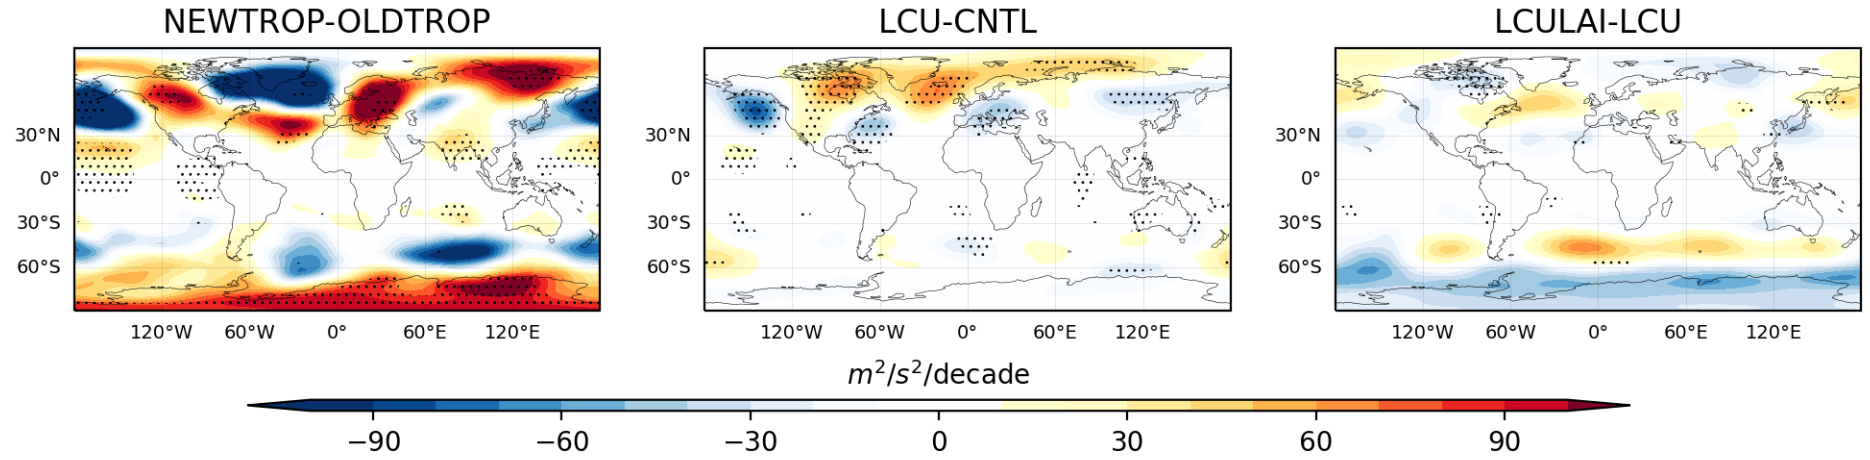 NEWTROP-OLDTROP LCU-CNTL LCULAI-LCU
30°N 30°N 30°N
0° 0° 0°
30°S 30°S 30°S
60°S 60°S 60°S
120°W 60°W 0° 60°E 120°E 120°W 60°W 0° 60°E 120°E 120°W 60°W 0° 60°E 120°E
m²/s²/decade
−90 −60 −30 0 30 60 90